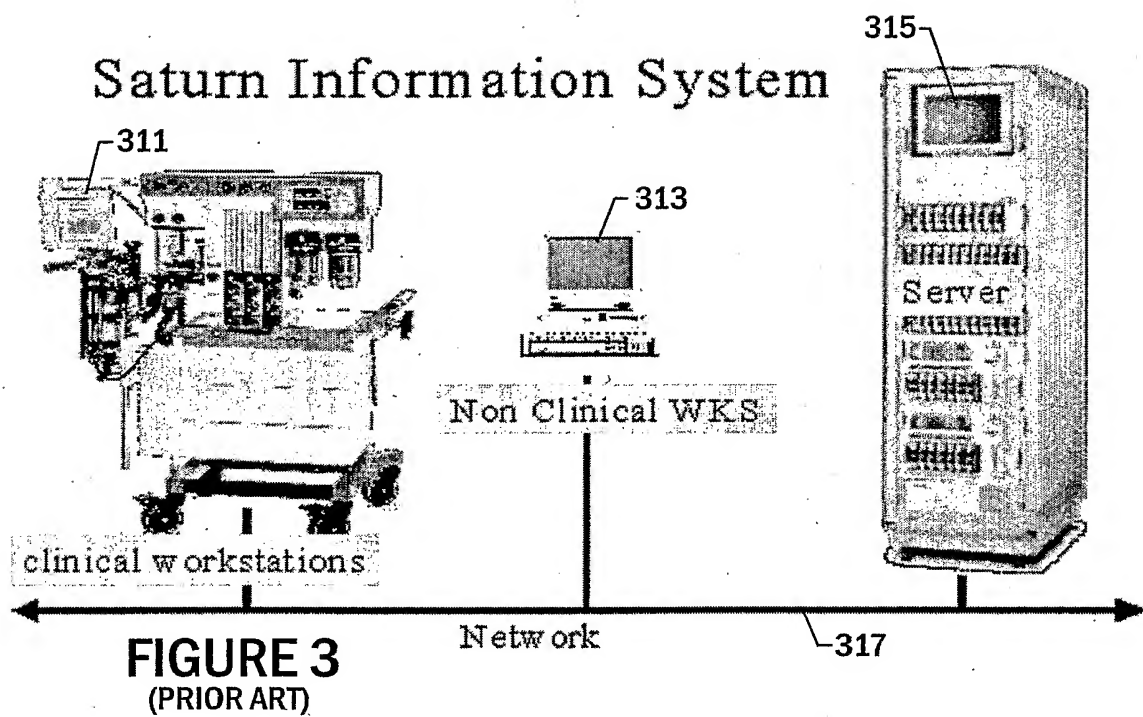 315
Saturn Information System
311
313
Server
Non Clinical WKS
clinical workstations
Network
317
FIGURE 3
(PRIOR ART)